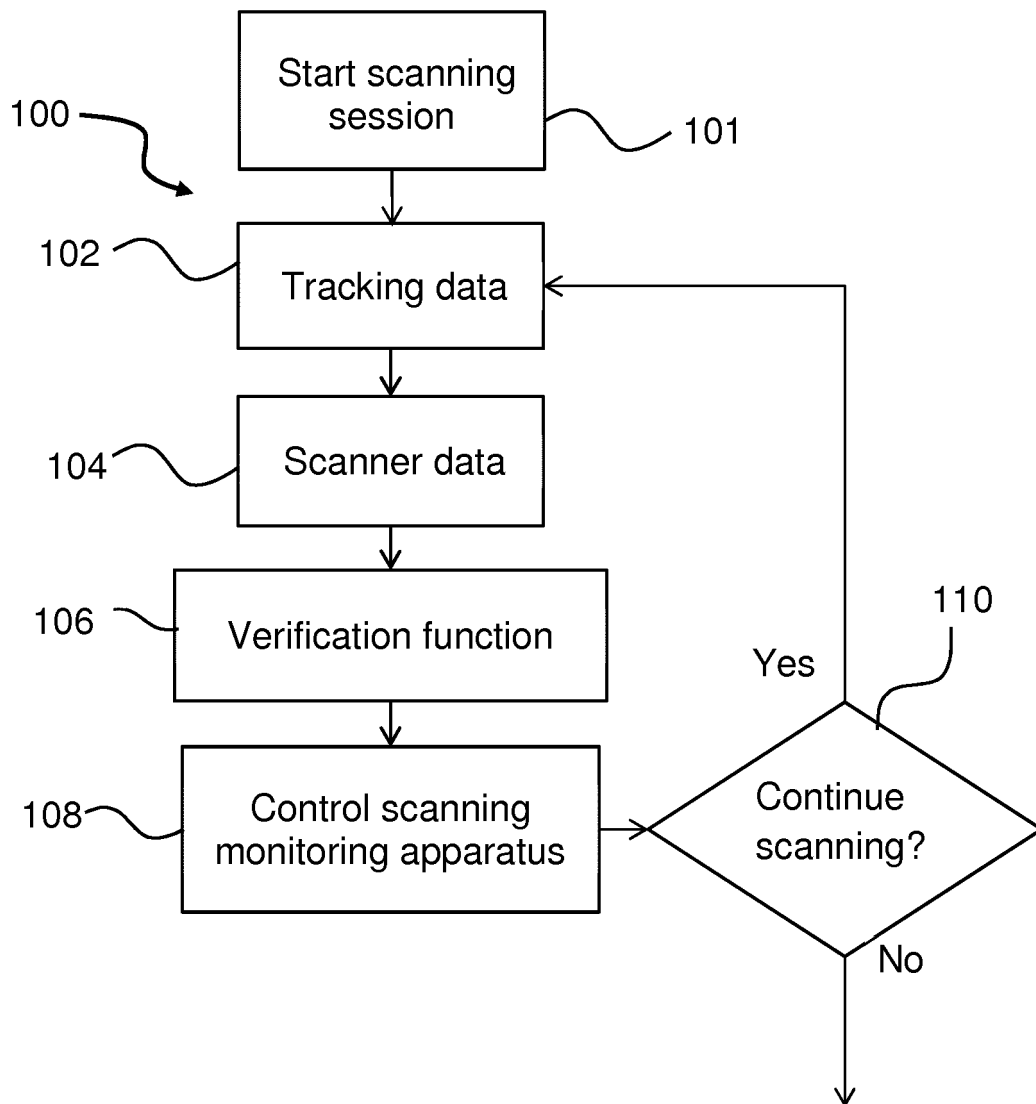 Start scanning
session
100
101
102
Tracking data
104
Scanner data
106
Verification function
110
Yes
108
Control scanning
monitoring apparatus
Continue
scanning?
No